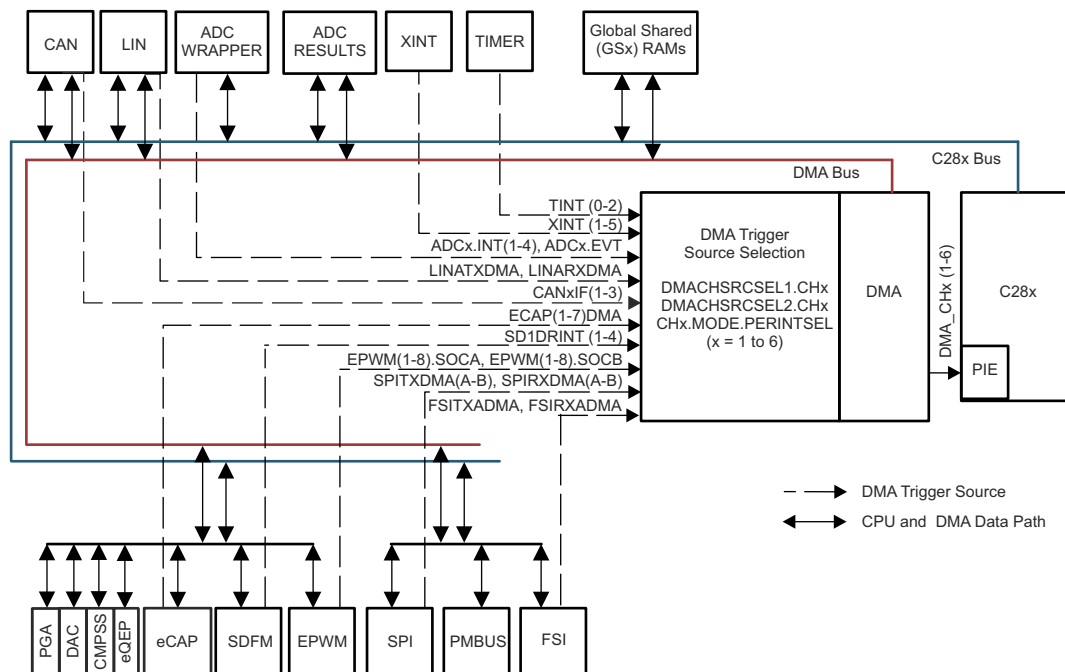 CAN
LIN
ADC
WRAPPER
ADC
RESULTS
XINT
TIMER
Global Shared
(GSx) RAMs
C28x Bus
DMA Bus
TINT (0-2)
XINT (1-5)
ADCx.INT(1-4), ADCx.EVT
LINATXDMA, LINARXDMA
CANxIF(1-3)
ECAP(1-7)DMA
SD1DRINT (1-4)
EPWM(1-8).SOCA, EPWM(1-8).SOCB
SPITXDMA(A-B), SPIRXDMA(A-B)
FSITXADMA, FSIRXADMA
DMA Trigger
Source Selection
DMACHSRCSEL1.CHx
DMACHSRCSEL2.CHx
CHx.MODE.PERINTSEL
(x = 1 to 6)
DMA
DMA_CHx (1-6)
C28x
PIE
DMA Trigger Source
CPU and DMA Data Path
PGA
DAC
CMPSS
eQEP
eCAP
SDFM
EPWM
SPI
PMBUS
FSI